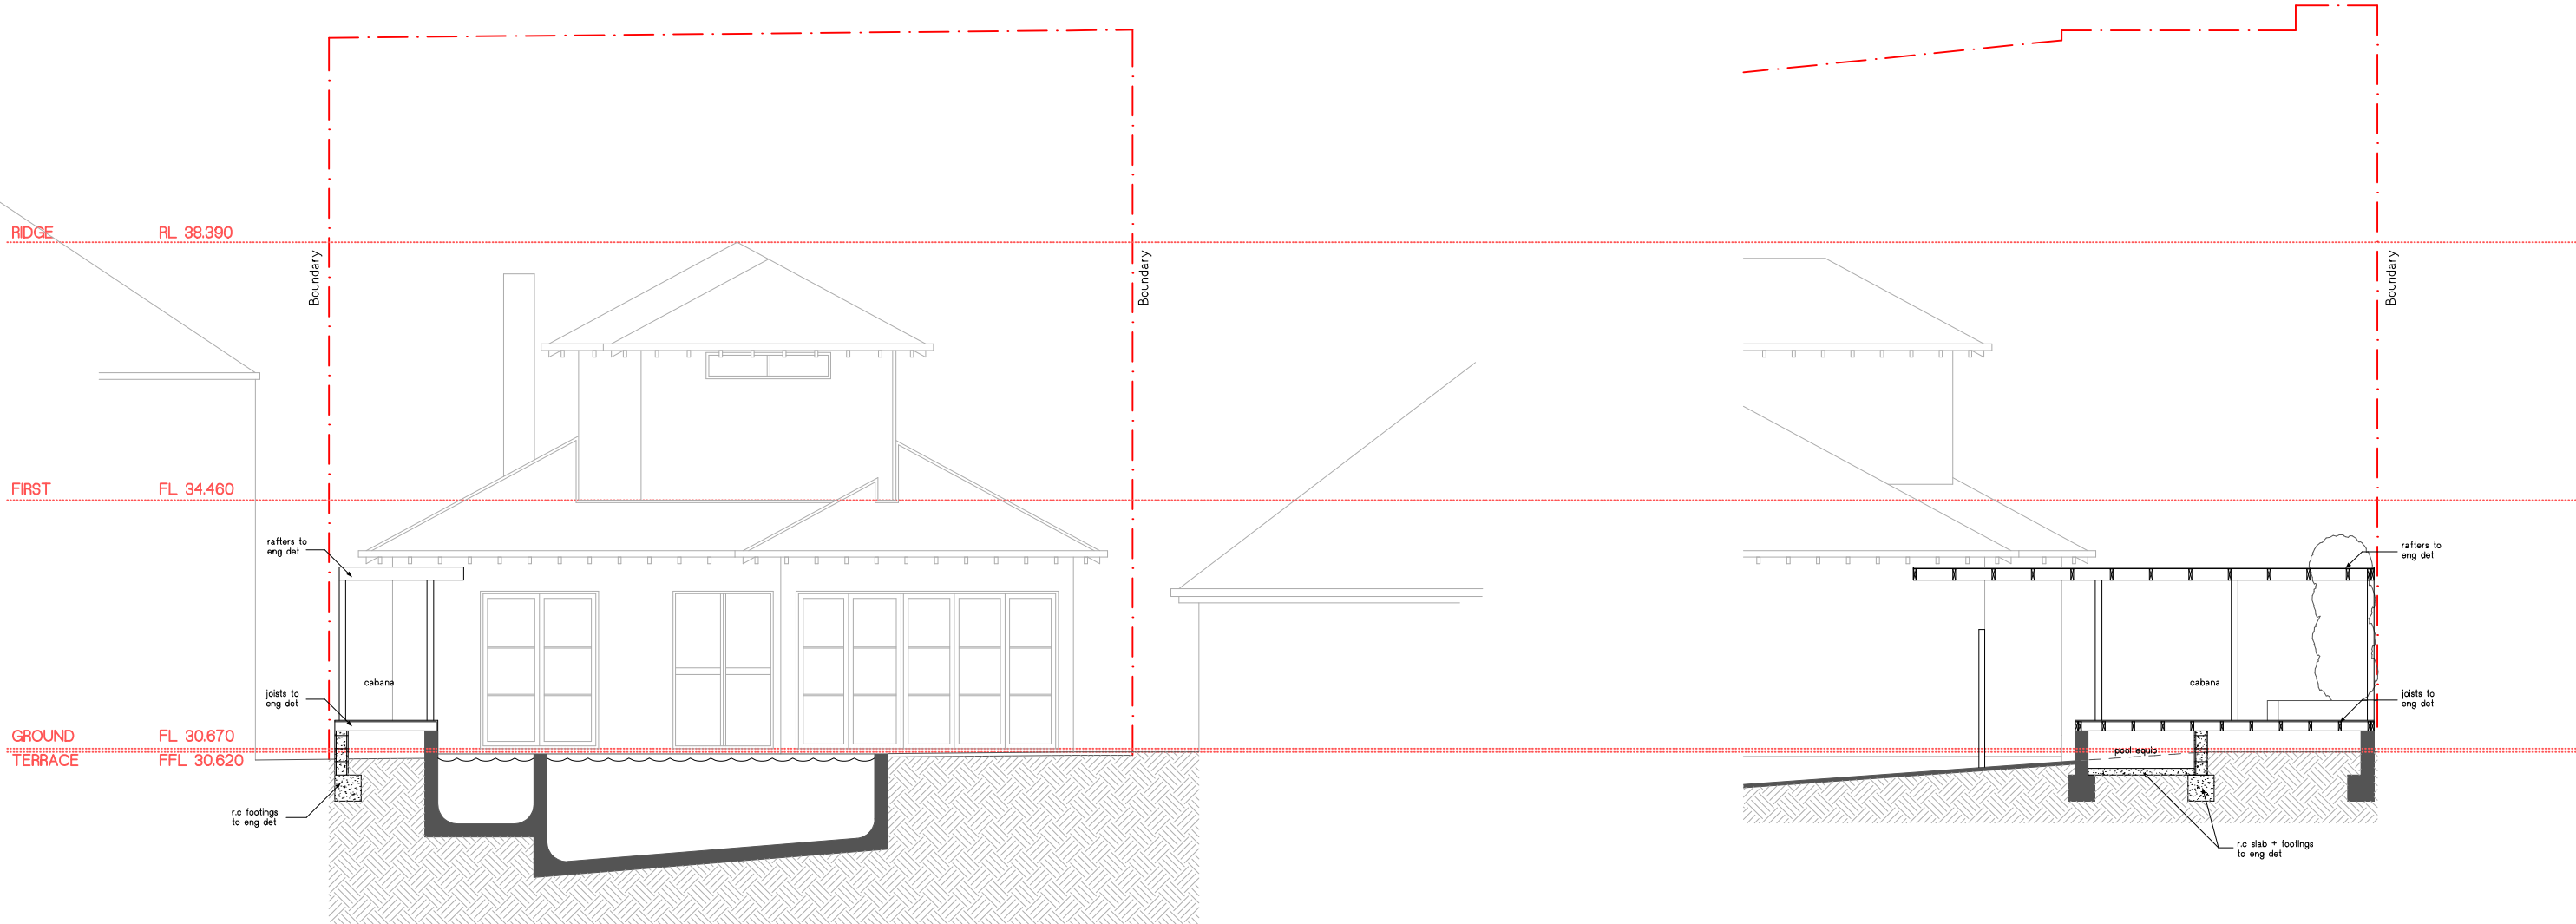 RIDGE RL 38.390
Boundary
Boundary
Boundary
FIRST FL 34.460
rafters to
eng det
rafters to
eng det
cabana
cabana
joists to
eng det
joists to
eng det
GROUND FL 30.670
TERRACE FFL 30.620
pool equip
r.c footings
to eng det
r.c slab + footings
to eng det